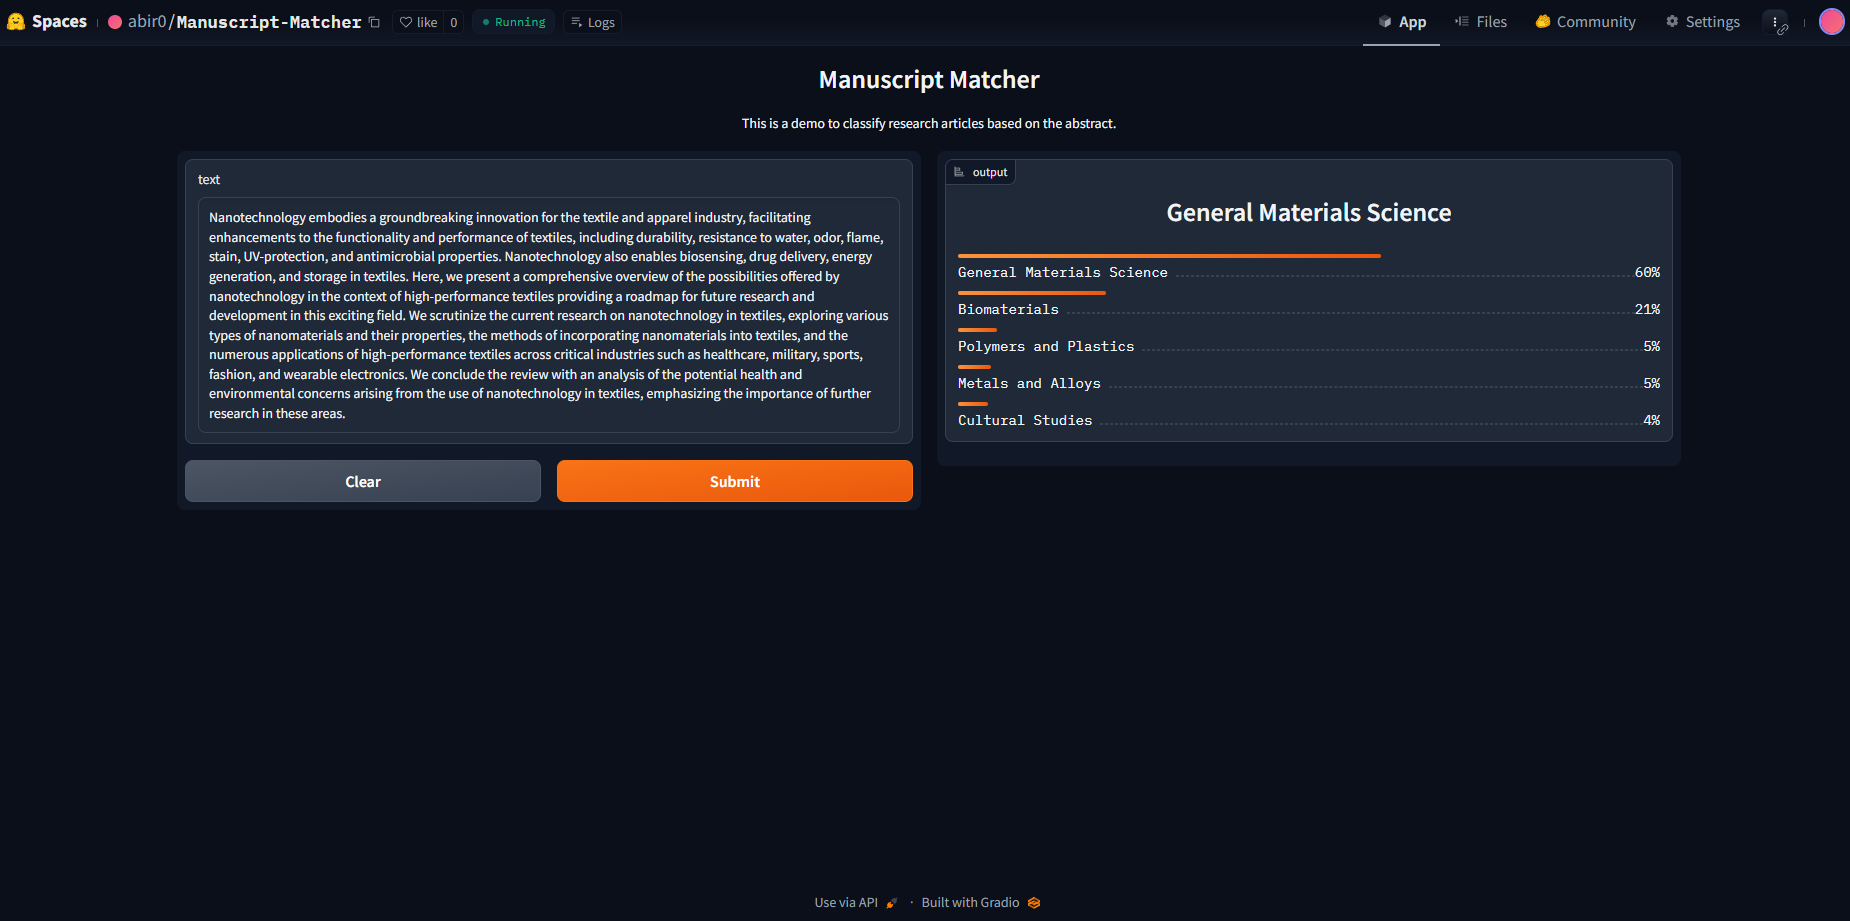 Spaces abir0/Manuscript-Matcher like 0 Running Logs App Files Community Settings
Manuscript Matcher
This is a demo to classify research articles based on the abstract.
text
Nanotechnology embodies a groundbreaking innovation for the textile and apparel industry, facilitating
enhancements to the functionality and performance of textiles, including durability, resistance to water, odor, flame,
stain, UV-protection, and antimicrobial properties. Nanotechnology also enables biosensing, drug delivery, energy
generation, and storage in textiles. Here, we present a comprehensive overview of the possibilities offered by
nanotechnology in the context of high-performance textiles providing a roadmap for future research and
development in this exciting field. We scrutinize the current research on nanotechnology in textiles, exploring various
types of nanomaterials and their properties, the methods of incorporating nanomaterials into textiles, and the
numerous applications of high-performance textiles across critical industries such as healthcare, military, sports,
fashion, and wearable electronics. We conclude the review with an analysis of the potential health and
environmental concerns arising from the use of nanotechnology in textiles, emphasizing the importance of further
research in these areas.
Clear
Submit
output
General Materials Science
General Materials Science 60%
Biomaterials 21%
Polymers and Plastics 5%
Metals and Alloys 5%
Cultural Studies 4%
Use via API · Built with Gradio